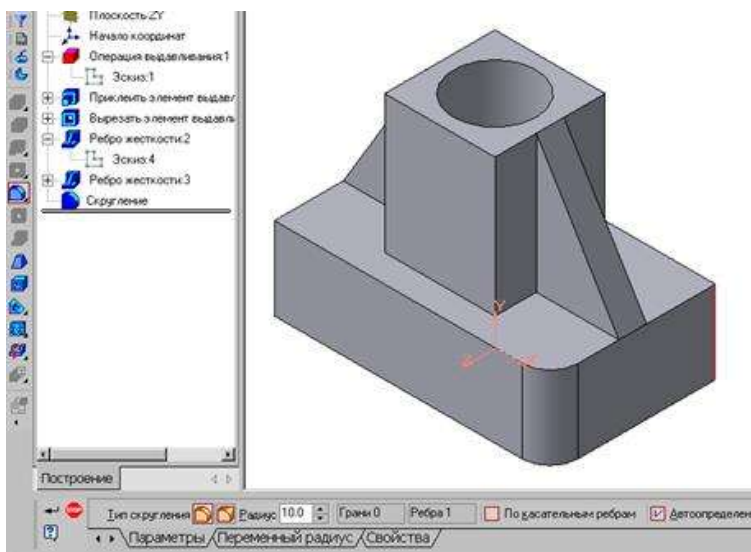 Плоскость ZY
Начало координат
Операция выдавливания:1
Эскиз:1
Приклеить элемент выдавл
Вырезать элемент выдавли
Ребро жесткости:2
Эскиз:4
Ребро жесткости:3
Скругление
Y
Z
X
Построение
Тип скругления Радиус 10.0 Грани 0 Ребра 1 По касательным ребрам Автоопределен
Параметры Переменный радиус Свойства